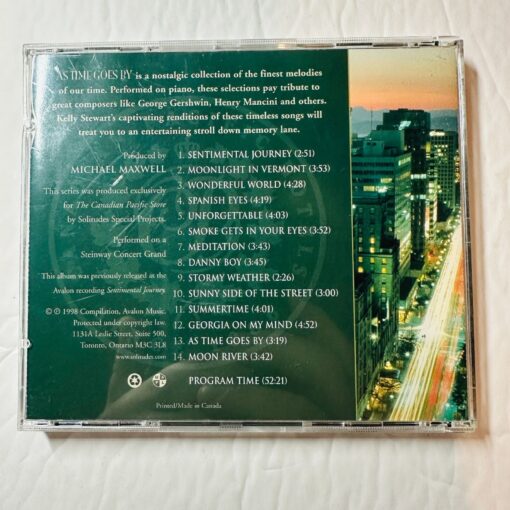 AS TIME GOES BY is a nostalgic collection of the finest melodies
of our time. Performed on piano, these selections pay tribute to
great composers like George Gershwin, Henry Mancini and others.
Kelly Stewart's captivating renditions of these timeless songs will
treat you to an entertaining stroll down memory lane.
Produced by
MICHAEL MAXWELL
This series was produced exclusively
for The Canadian Pacific Store
by Solitudes Special Projects.
Performed on a
Steinway Concert Grand
This album was previously released as the
Avalon recording Sentimental Journey.
© ℗ 1998 Compilation, Avalon Music.
Protected under copyright law.
1131A Leslie Street, Suite 500,
Toronto, Ontario M3C 3L8
www.solitudes.com
1. SENTIMENTAL JOURNEY (2:51)
2. MOONLIGHT IN VERMONT (3:53)
3. WONDERFUL WORLD (4:28)
4. SPANISH EYES (4:19)
5. UNFORGETTABLE (4:03)
6. SMOKE GETS IN YOUR EYES (3:52)
7. MEDITATION (3:43)
8. DANNY BOY (3:45)
9. STORMY WEATHER (2:26)
10. SUNNY SIDE OF THE STREET (3:00)
11. SUMMERTIME (4:01)
12. GEORGIA ON MY MIND (4:52)
13. AS TIME GOES BY (3:19)
14. MOON RIVER (3:42)
PROGRAM TIME (52:21)
Printed/Made in Canada